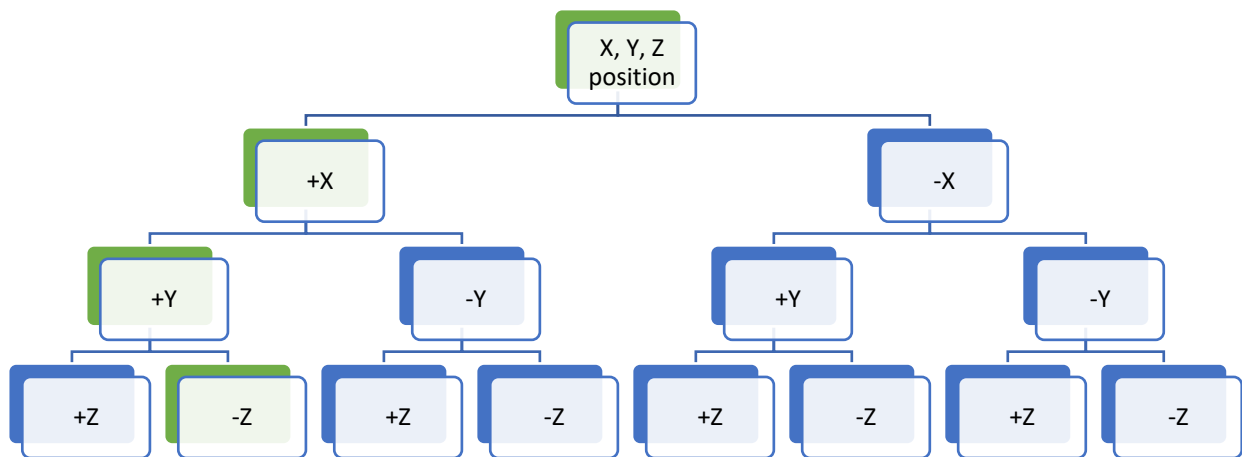 X, Y, Z
position
+X
-X
+Y
-Y
+Y
-Y
+Z
-Z
+Z
-Z
+Z
-Z
+Z
-Z